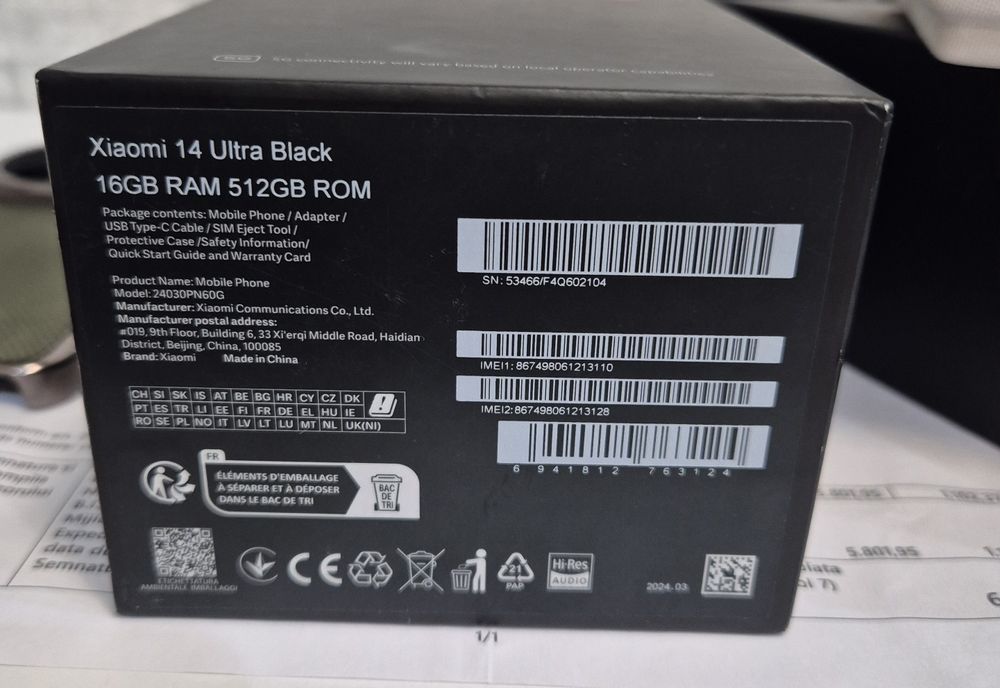 5G 5G connectivity will vary based on local operator capabilities
Xiaomi 14 Ultra Black
16GB RAM 512GB ROM
Package contents: Mobile Phone / Adapter /
USB Type-C Cable / SIM Eject Tool /
Protective Case /Safety Information/
Quick Start Guide and Warranty Card
Product Name: Mobile Phone
Model: 24030PN60G
Manufacturer: Xiaomi Communications Co., Ltd.
Manufacturer postal address:
#019, 9th Floor, Building 6, 33 Xi'erqi Middle Road, Haidian
District, Beijing, China, 100085
Brand: Xiaomi Made in China
SN: 53466/F4Q602104
IMEI1: 867498061213110
IMEI2: 867498061213128
6 941812 763124
CH SI SK IS AT BE BG HR CY CZ DK
PT ES TR LI EE FI FR DE EL HU IE
RO SE PL NO IT LV LT LU MT NL UK(NI)
FR
ÉLÉMENTS D'EMBALLAGE
À SÉPARER ET À DÉPOSER
DANS LE BAC DE TRI
BAC
DE
TRI
ETICHETTATURA
AMBIENTALE IMBALLAGGI
CE
21
PAP
Hi-Res
AUDIO
2024.03
data d
Semnat
5.801,95
1/1